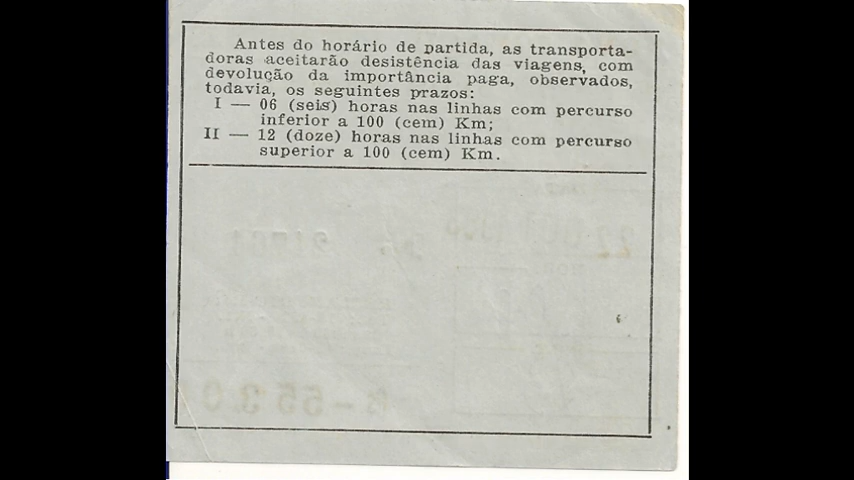 Antes do horário de partida, as transporta-
doras aceitarão desistência das viagens, com
devolução da importância paga, observados,
todavia, os seguintes prazos:
I — 06 (seis) horas nas linhas com percurso
inferior a 100 (cem) Km;
II — 12 (doze) horas nas linhas com percurso
superior a 100 (cem) Km.